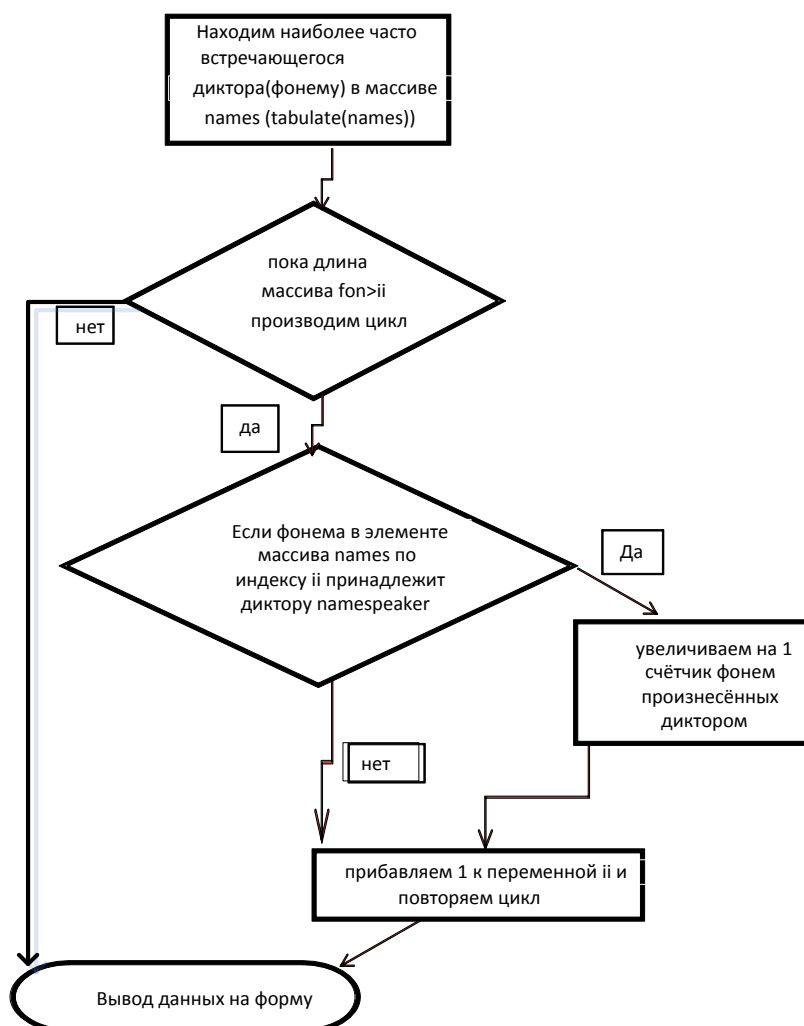 Находим наиболее часто
встречающегося
диктора(фонему) в массиве
names (tabulate(names))
пока длина
массива fon>ii
производим цикл
нет
да
Если фонема в элементе
массива names по
индексу ii принадлежит
диктору namespeaker
Да
увеличиваем на 1
счётчик фонем
произнесённых
диктором
нет
прибавляем 1 к переменной ii и
повторяем цикл
Вывод данных на форму